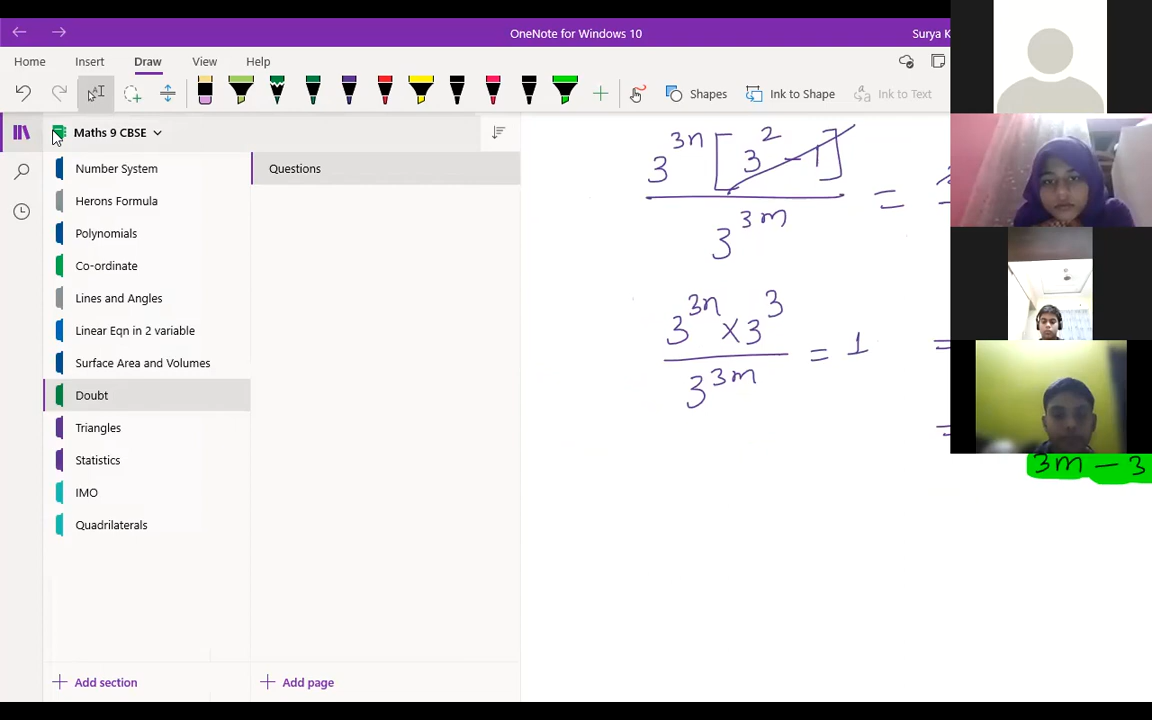 OneNote for Windows 10
Surya K
Home Insert Draw View Help
Shapes Ink to Shape Ink to Text
Maths 9 CBSE
Number System
Questions
Herons Formula
Polynomials
Co-ordinate
Lines and Angles
Linear Eqn in 2 variable
Surface Area and Volumes
Doubt
Triangles
Statistics
IMO
Quadrilaterals
Add section
Add page
3^{3n} [3^2 - 1]
3^{3m}
=
3^{3n} × 3^3
3^{3m}
= 1
=
=
3m - 3